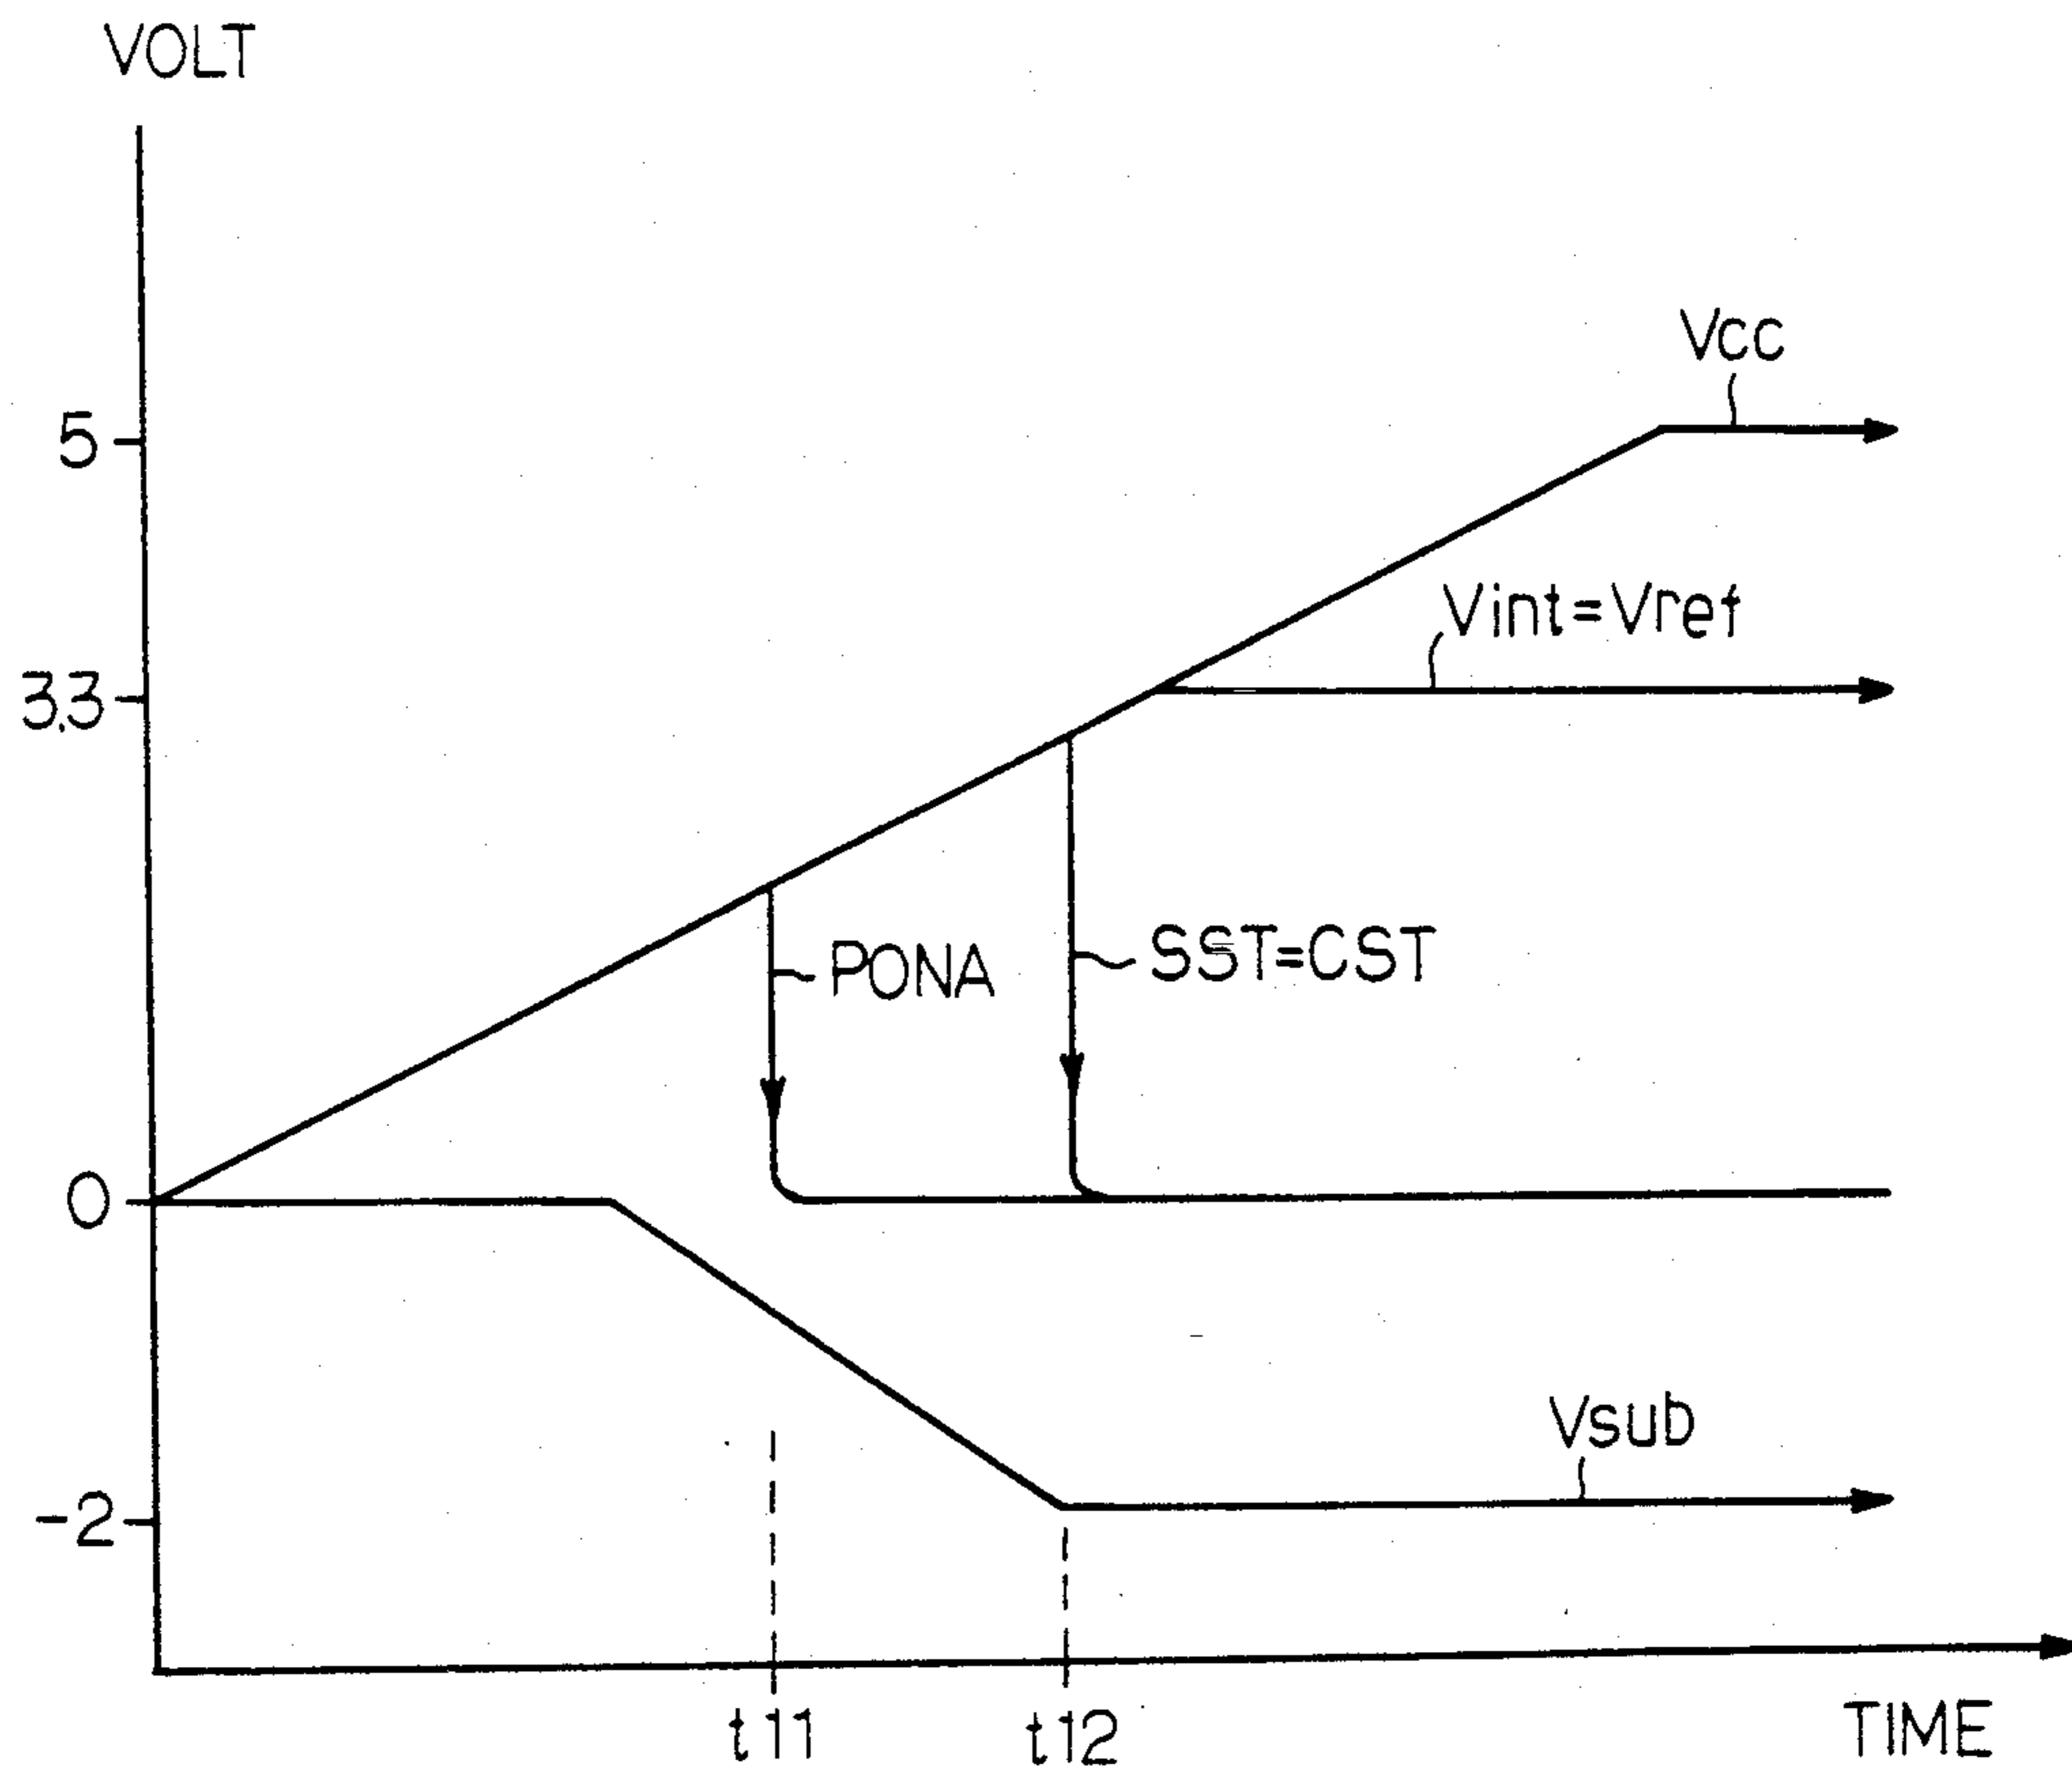 VOLT
Vcc
5
Vint=Vref
3.3
SST=CST
PONA
0
Vsub
-2
t11
t12
TIME